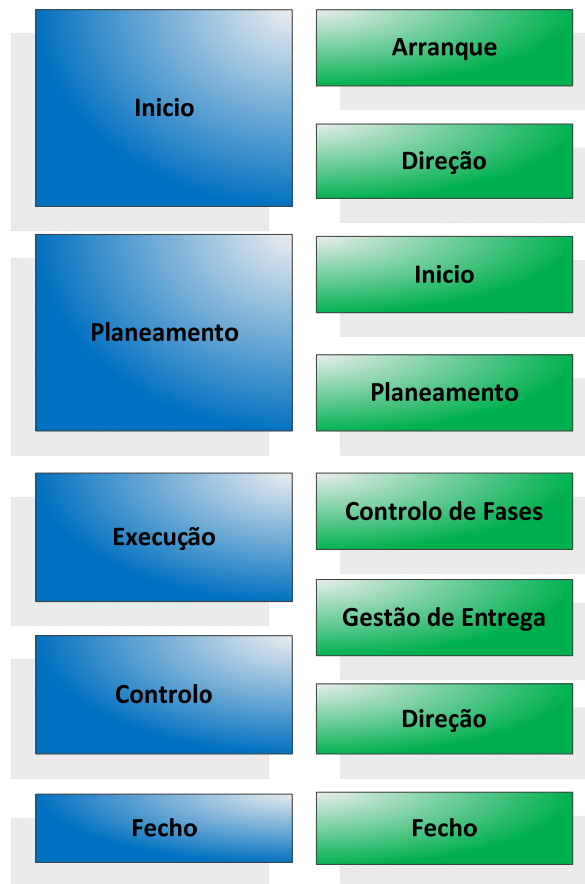 Inicio
Arranque
Direção
Planeamento
Inicio
Planeamento
Execução
Controlo de Fases
Gestão de Entrega
Controlo
Direção
Fecho
Fecho